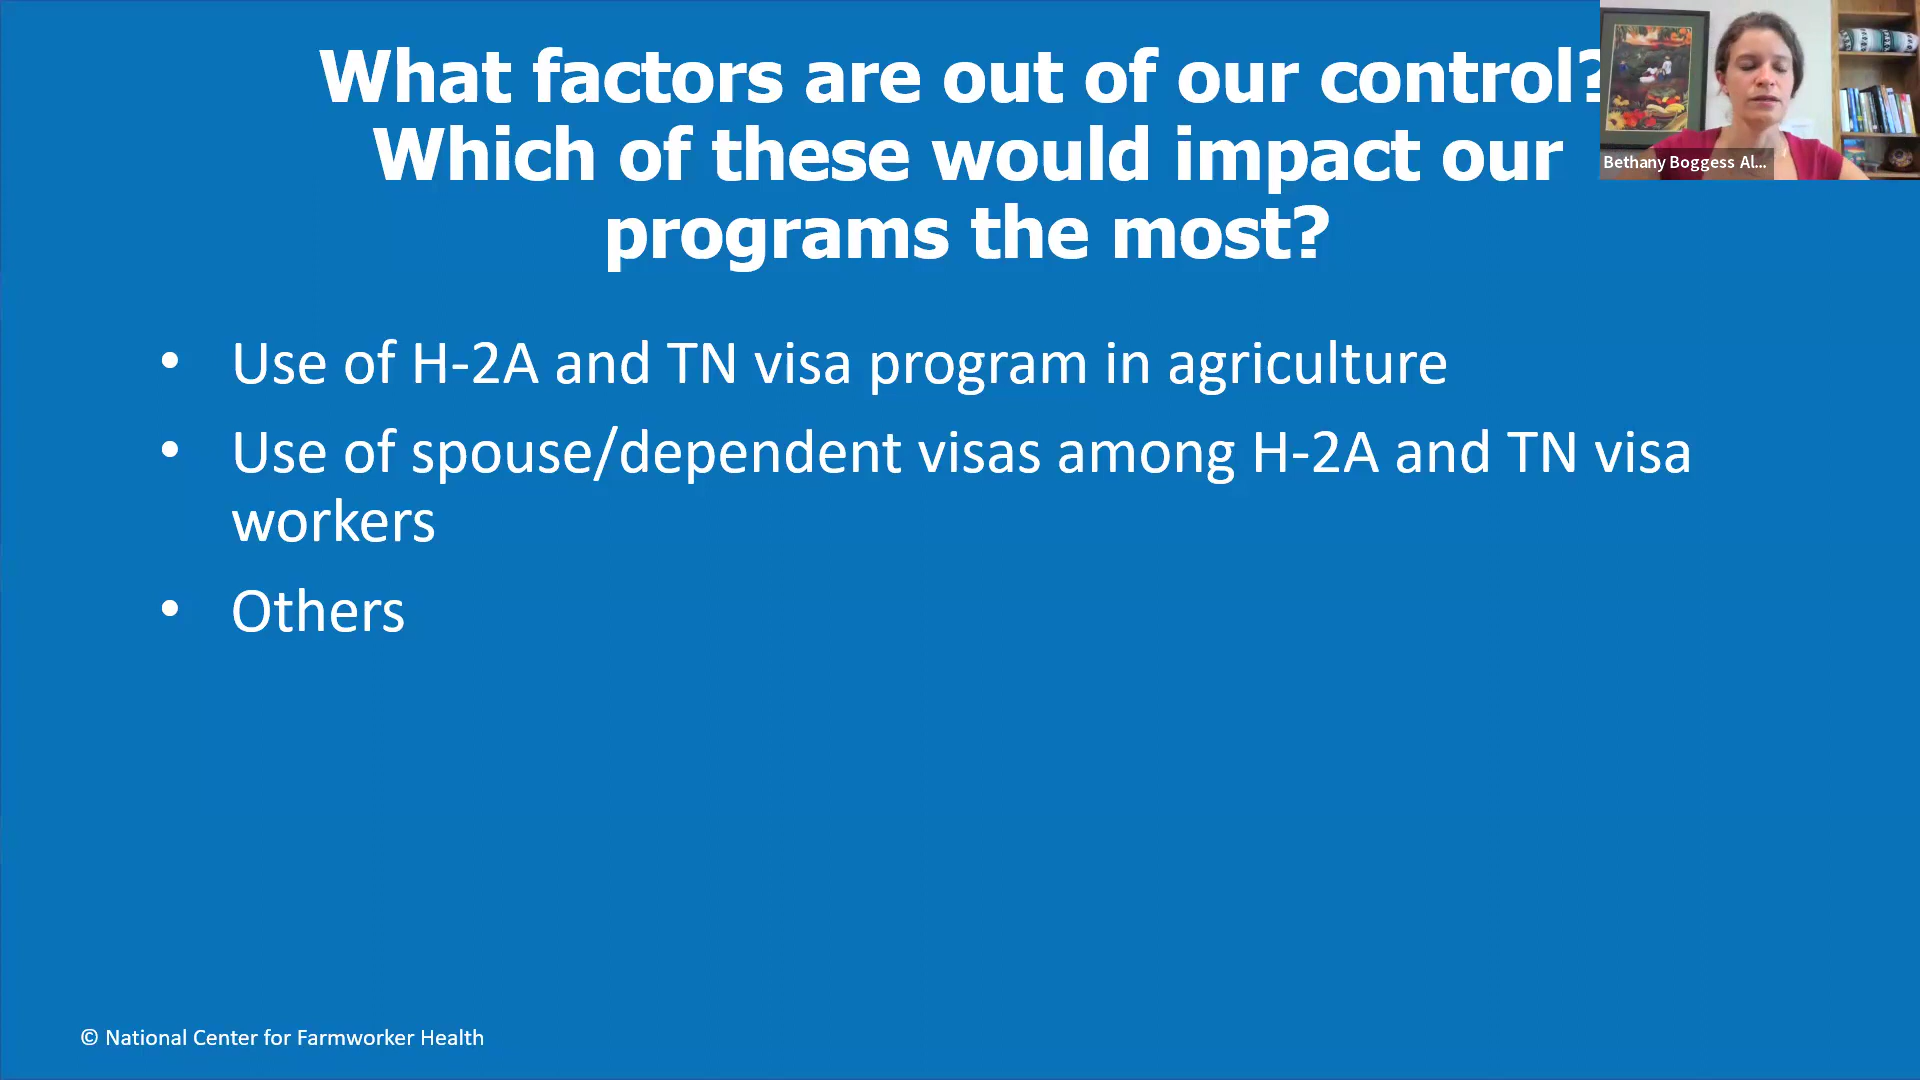 What factors are out of our control?
Which of these would impact our
programs the most?
Bethany Boggess Al...
• Use of H-2A and TN visa program in agriculture
• Use of spouse/dependent visas among H-2A and TN visa
workers
• Others
© National Center for Farmworker Health